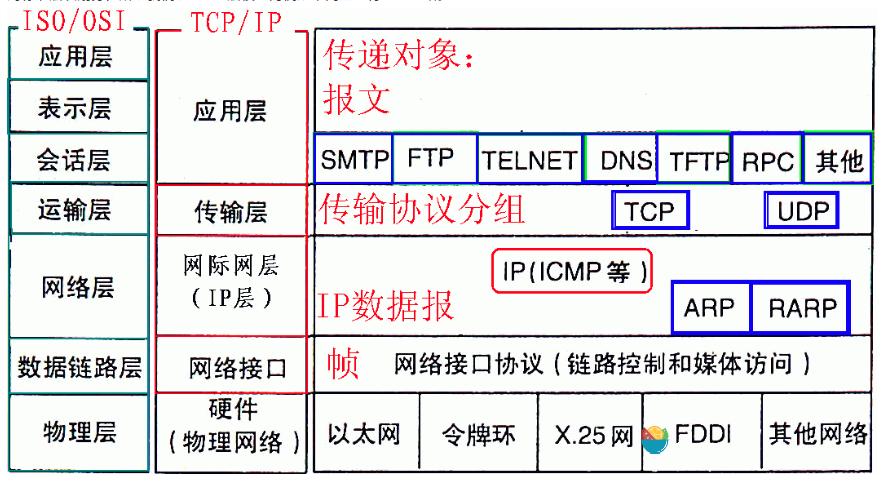 ISO/OSI TCP/IP
应用层 传递对象：
表示层 应用层 报文
会话层 SMTP FTP TELNET DNS TFTP RPC 其他
运输层 传输层 传输协议分组 TCP UDP
网络层 网际网层 IP(ICMP等)
(IP层) IP数据报 ARP RARP
数据链路层 网络接口 帧 网络接口协议(链路控制和媒体访问)
物理层 硬件
(物理网络) 以太网 令牌环 X.25网 FDDI 其他网络